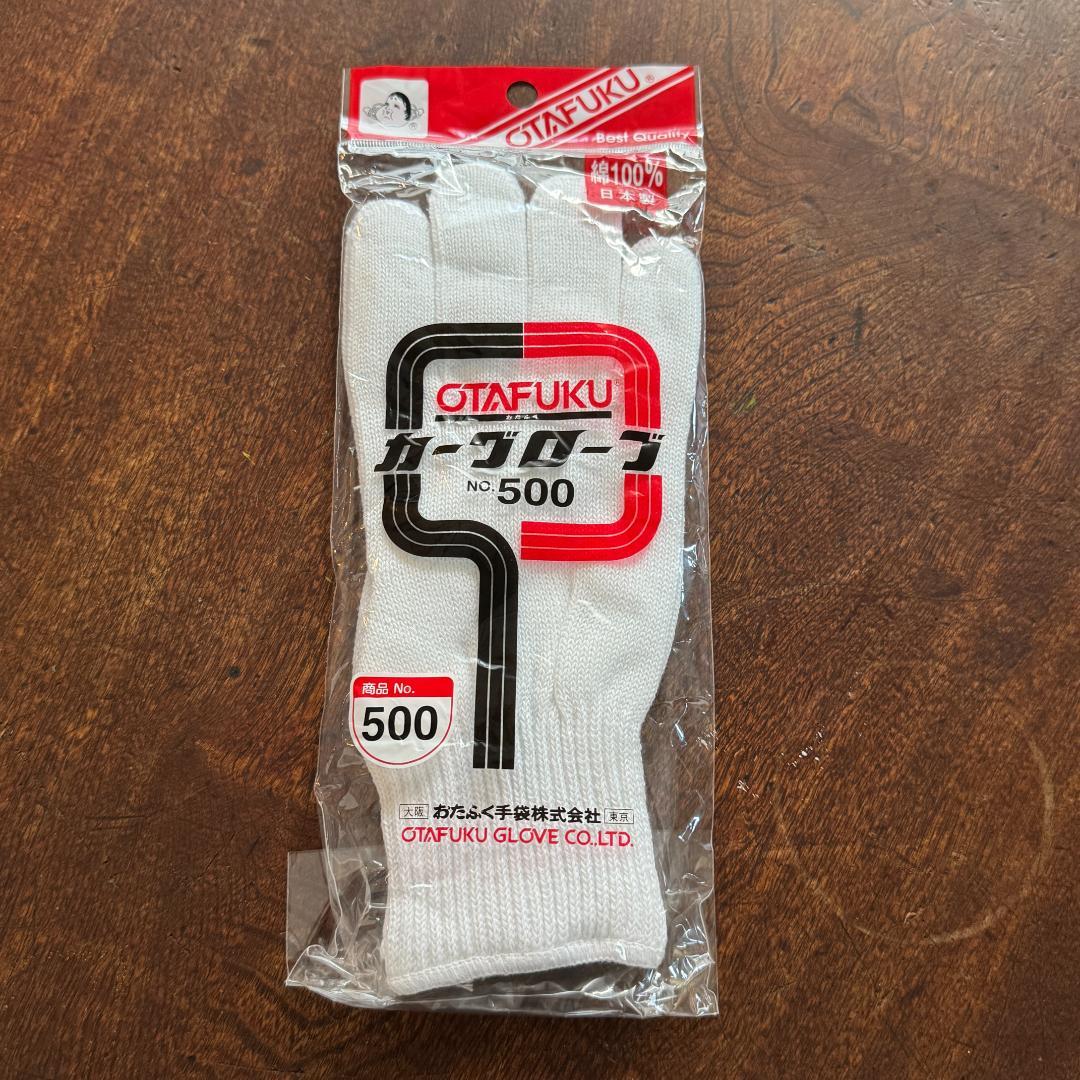 OTAFUKU®
Best Quality
綿100%
日本製
OTAFUKU®
おたふく
カーグローブ
NO.500
商品 No.
500
大阪 おたふく手袋株式会社 東京
OTAFUKU GLOVE CO.,LTD.